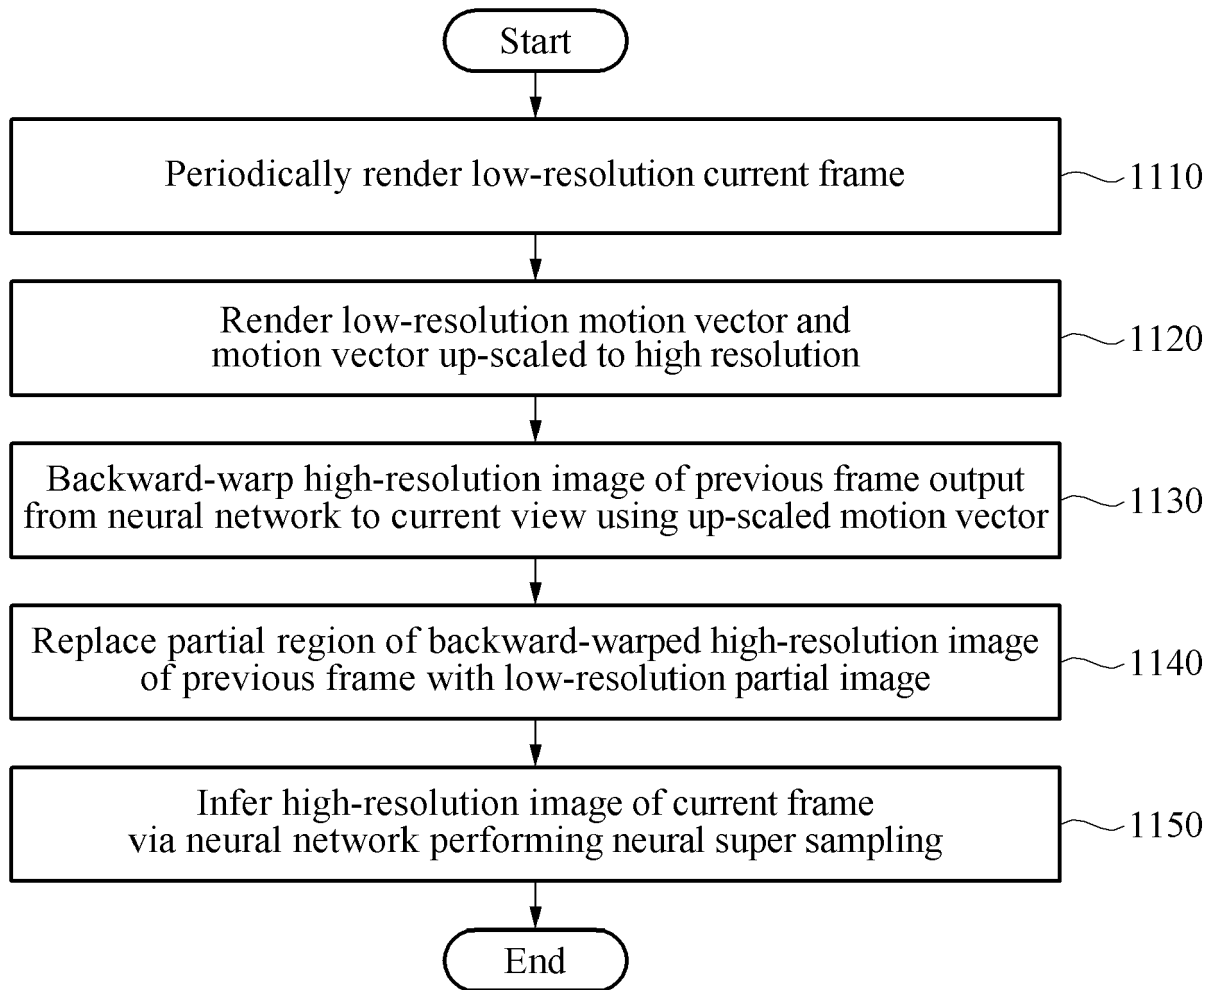 Start
Periodically render low-resolution current frame
1110
Render low-resolution motion vector and
motion vector up-scaled to high resolution
1120
Backward-warp high-resolution image of previous frame output
from neural network to current view using up-scaled motion vector
1130
Replace partial region of backward-warped high-resolution image
of previous frame with low-resolution partial image
1140
Infer high-resolution image of current frame
via neural network performing neural super sampling
1150
End